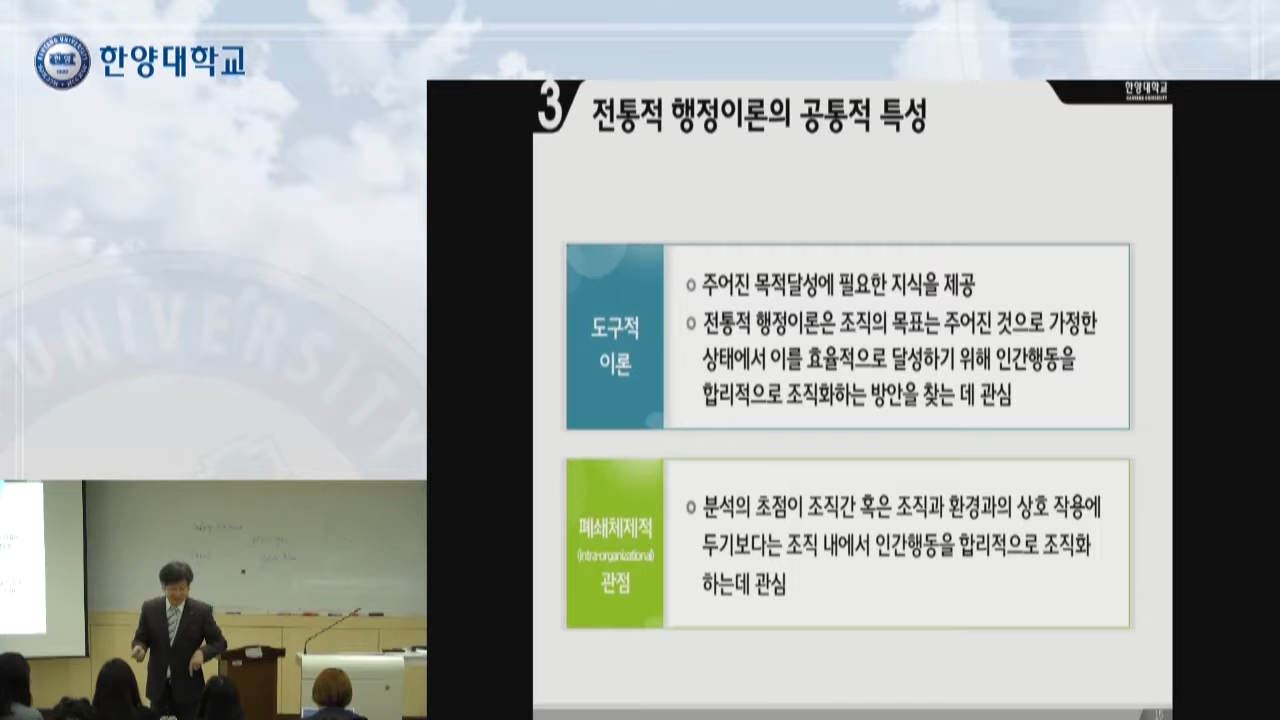 한양대학교
UNIVERSITY
한양대학교
HANYANG UNIVERSITY
3 전통적 행정이론의 공통적 특성
도구적
이론
주어진 목적달성에 필요한 지식을 제공
전통적 행정이론은 조직의 목표는 주어진 것으로 가정한
상태에서 이를 효율적으로 달성하기 위해 인간행동을
합리적으로 조직화하는 방안을 찾는 데 관심
폐쇄체제적
(intra-organizational)
관점
분석의 초점이 조직간 혹은 조직과 환경과의 상호 작용에
두기보다는 조직 내에서 인간행동을 합리적으로 조직화
하는데 관심
16